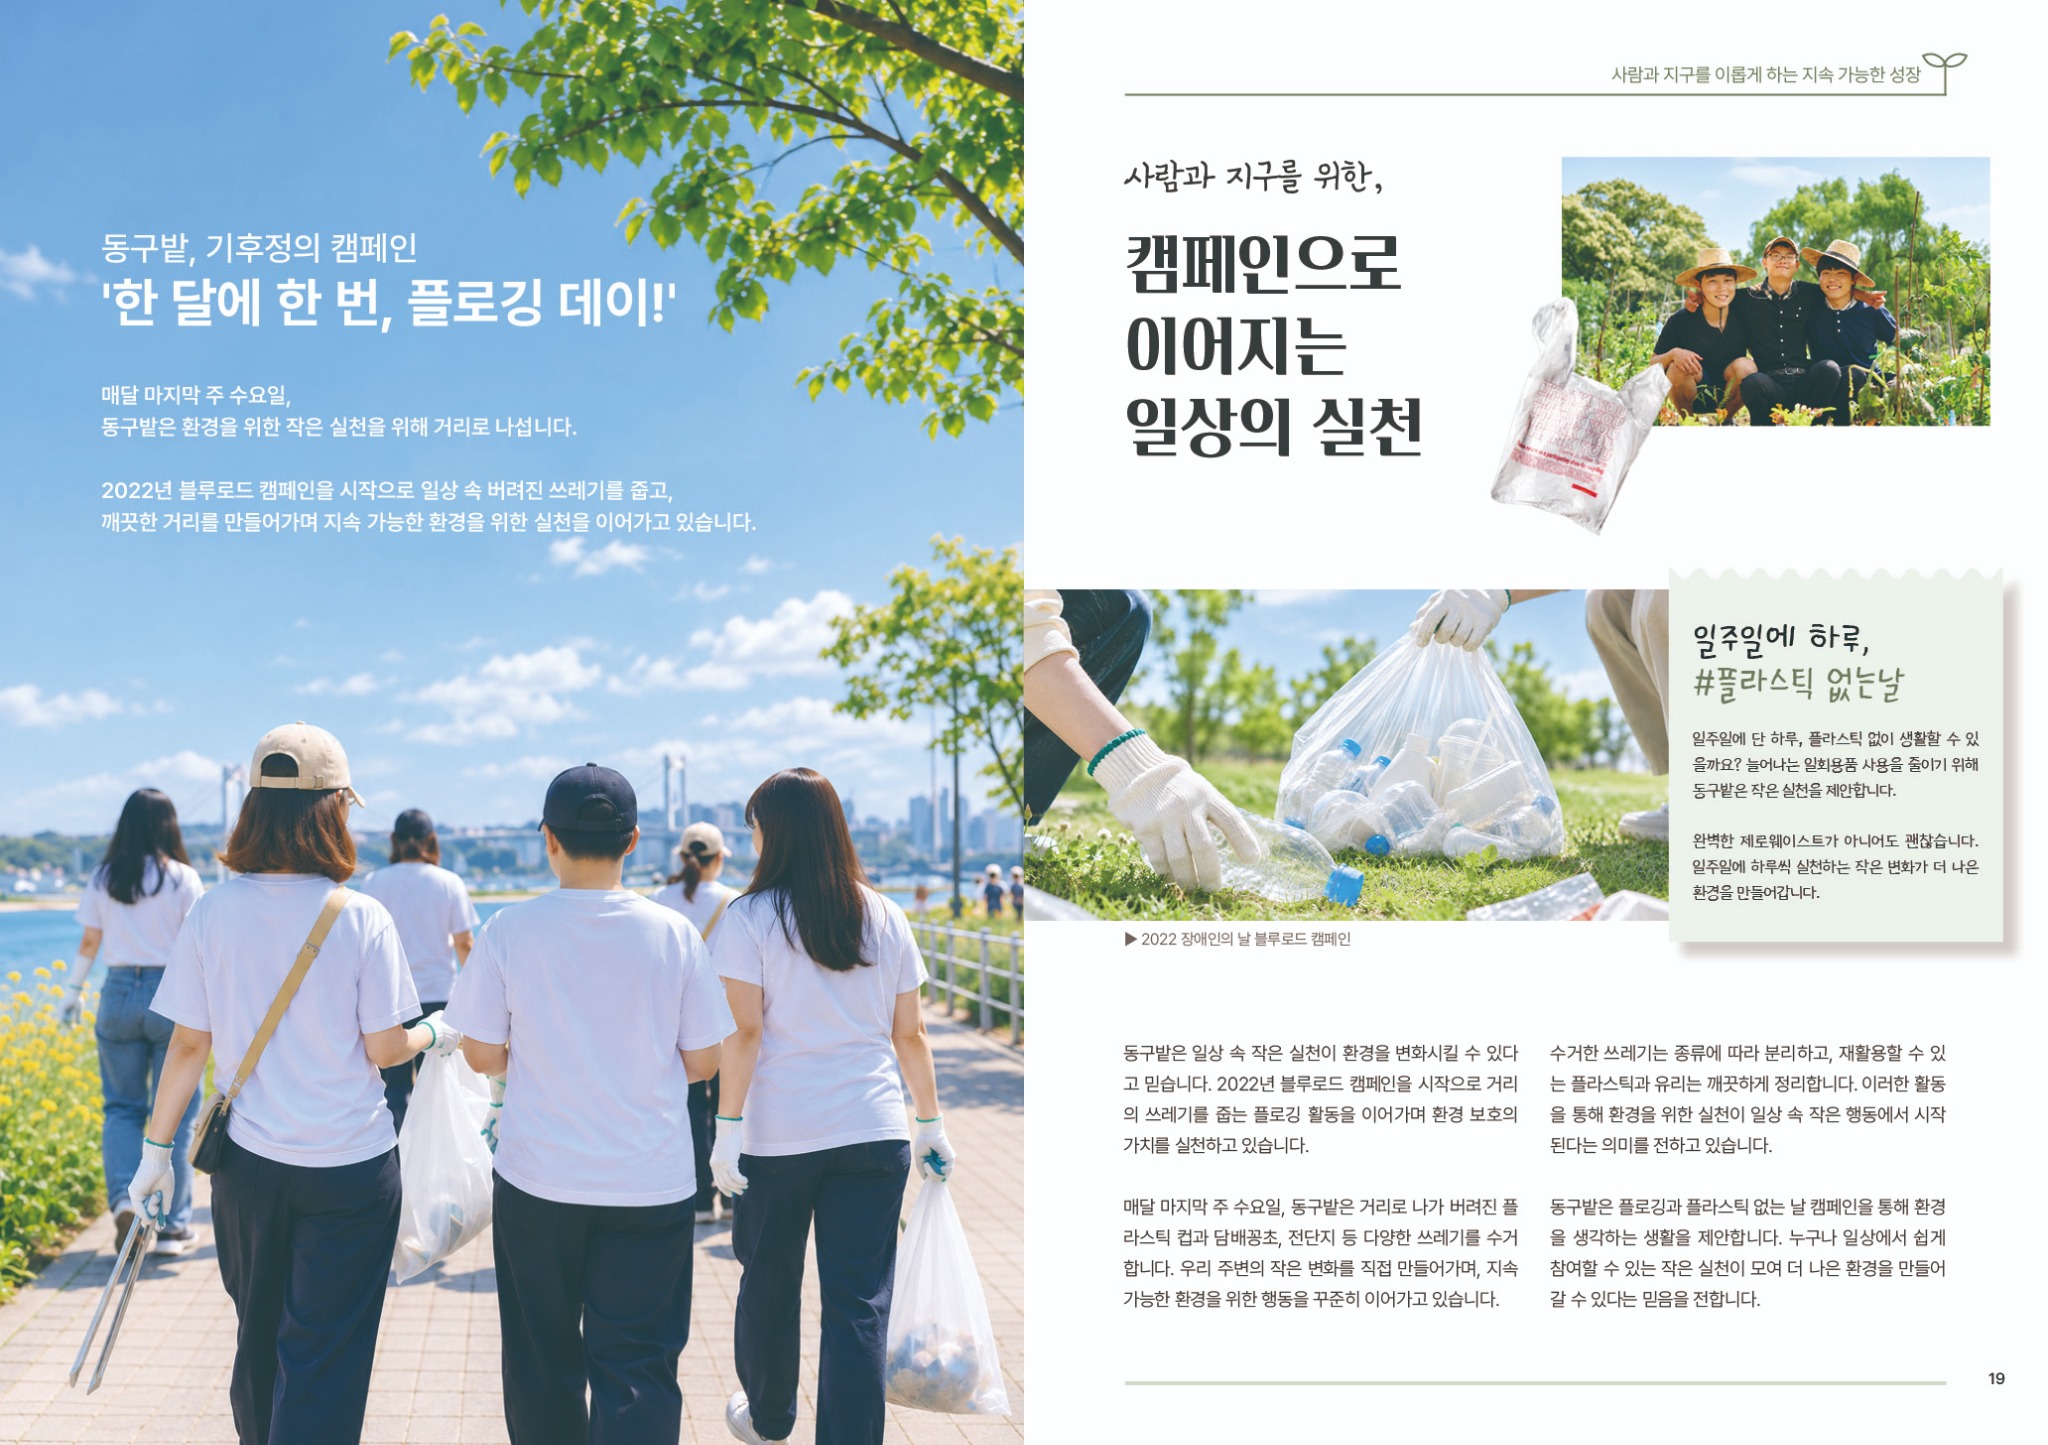 동구밭, 기후정의 캠페인
'한 달에 한 번, 플로깅 데이!'
매달 마지막 주 수요일,
동구밭은 환경을 위한 작은 실천을 위해 거리로 나섭니다.
2022년 블루로드 캠페인을 시작으로 일상 속 버려진 쓰레기를 줍고,
깨끗한 거리를 만들어가며 지속 가능한 환경을 위한 실천을 이어가고 있습니다.
사람과 지구를 이롭게 하는 지속 가능한 성장
사람과 지구를 위한,
캠페인으로
이어지는
일상의 실천
일주일에 하루,
#플라스틱 없는날
일주일에 단 하루, 플라스틱 없이 생활할 수 있
을까요? 늘어나는 일회용품 사용을 줄이기 위해
동구밭은 작은 실천을 제안합니다.
완벽한 제로웨이스트가 아니어도 괜찮습니다.
일주일에 하루씩 실천하는 작은 변화가 더 나은
환경을 만들어갑니다.
▶ 2022 장애인의 날 블루로드 캠페인
동구밭은 일상 속 작은 실천이 환경을 변화시킬 수 있다
고 믿습니다. 2022년 블루로드 캠페인을 시작으로 거리
의 쓰레기를 줍는 플로깅 활동을 이어가며 환경 보호의
가치를 실천하고 있습니다.
매달 마지막 주 수요일, 동구밭은 거리로 나가 버려진 플
라스틱 컵과 담배꽁초, 전단지 등 다양한 쓰레기를 수거
합니다. 우리 주변의 작은 변화를 직접 만들어가며, 지속
가능한 환경을 위한 행동을 꾸준히 이어가고 있습니다.
수거한 쓰레기는 종류에 따라 분리하고, 재활용할 수 있
는 플라스틱과 유리는 깨끗하게 정리합니다. 이러한 활동
을 통해 환경을 위한 실천이 일상 속 작은 행동에서 시작
된다는 의미를 전하고 있습니다.
동구밭은 플로깅과 플라스틱 없는 날 캠페인을 통해 환경
을 생각하는 생활을 제안합니다. 누구나 일상에서 쉽게
참여할 수 있는 작은 실천이 모여 더 나은 환경을 만들어
갈 수 있다는 믿음을 전합니다.
19